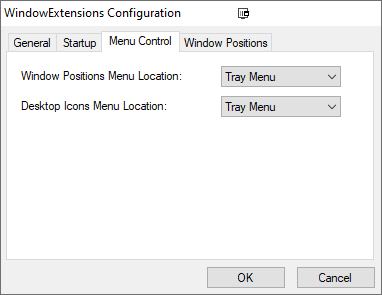 WindowExtensions Configuration
General Startup Menu Control Window Positions
Window Positions Menu Location: Tray Menu
Desktop Icons Menu Location: Tray Menu
OK Cancel